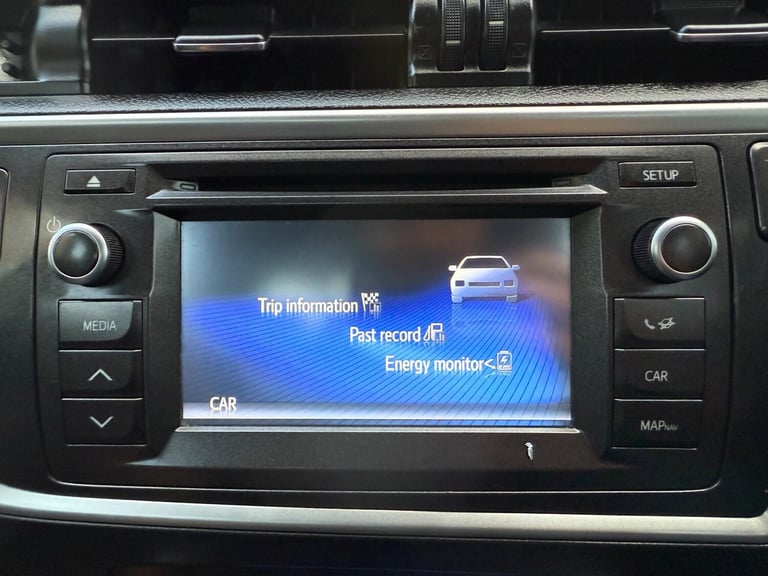 SETUP
Trip information
MEDIA
Past record
Energy monitor<
CAR
CAR
MAPNAV